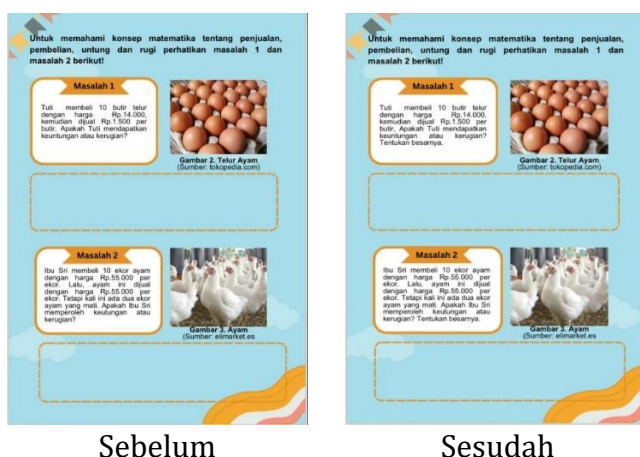 Untuk memahami konsep matematika tentang penjualan,
pembelian, untung dan rugi perhatikan masalah 1 dan
masalah 2 berikut!
Masalah 1
Tuti membeli 10 butir telur
dengan harga Rp.14.000,
kemudian dijual Rp.1.500 per
butir, Apakah Tuti mendapatkan
keuntungan atau kerugian?
Gambar 2. Telur Ayam
(Sumber: tokopedia.com)
Masalah 2
Ibu Sri membeli 10 ekor ayam
dengan harga Rp.55.000 per
ekor. Lalu, ayam ini dijual
dengan harga Rp.55.000 per
ekor. Tetapi kali ini ada dua ekor
ayam yang mati. Apakah Ibu Sri
memperoleh keutungan atau
kerugian?
Gambar 3. Ayam
(Sumber: elimarket.es
Sebelum
Untuk memahami konsep matematika tentang penjualan,
pembelian, untung dan rugi perhatikan masalah 1 dan
masalah 2 berikut!
Masalah 1
Tuti membeli 10 butir telur
dengan harga Rp.14.000,
kemudian dijual Rp.1.500 per
butir, Apakah Tuti mendapatkan
keuntungan atau kerugian?
Tentukan besarnya.
Gambar 2. Telur Ayam
(Sumber: tokopedia.com)
Masalah 2
Ibu Sri membeli 10 ekor ayam
dengan harga Rp.55.000 per
ekor. Lalu, ayam ini dijual
dengan harga Rp.55.000 per
ekor. Tetapi kali ini ada dua ekor
ayam yang mati. Apakah Ibu Sri
memperoleh keutungan atau
kerugian? Tentukan besarnya.
Gambar 3. Ayam
(Sumber: elimarket.es
Sesudah